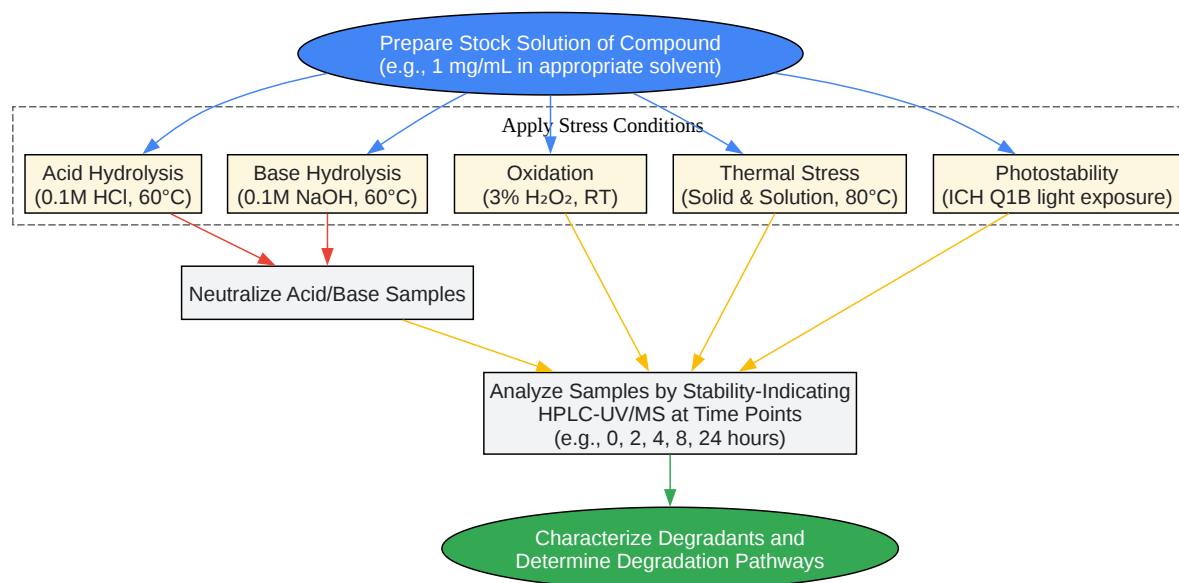 Prepare Stock Solution of Compound
(e.g., 1 mg/mL in appropriate solvent)
Apply Stress Conditions
Acid Hydrolysis
(0.1M HCl, 60°C)
Base Hydrolysis
(0.1M NaOH, 60°C)
Oxidation
(3% H₂O₂, RT)
Thermal Stress
(Solid & Solution, 80°C)
Photostability
(ICH Q1B light exposure)
Neutralize Acid/Base Samples
Analyze Samples by Stability-Indicating
HPLC-UV/MS at Time Points
(e.g., 0, 2, 4, 8, 24 hours)
Characterize Degradants and
Determine Degradation Pathways